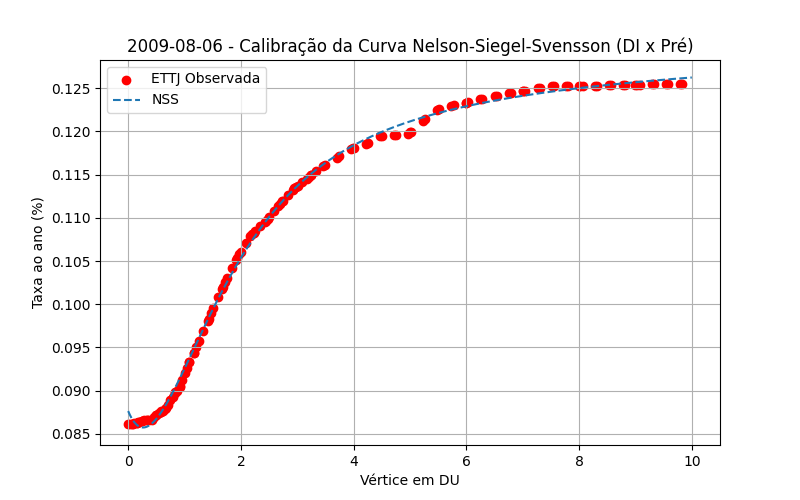 2009-08-06 - Calibração da Curva Nelson-Siegel-Svensson (DI x Pré)
ETTJ Observada
NSS
Taxa ao ano (%)
0.125
0.120
0.115
0.110
0.105
0.100
0.095
0.090
0.085
0 2 4 6 8 10
Vértice em DU